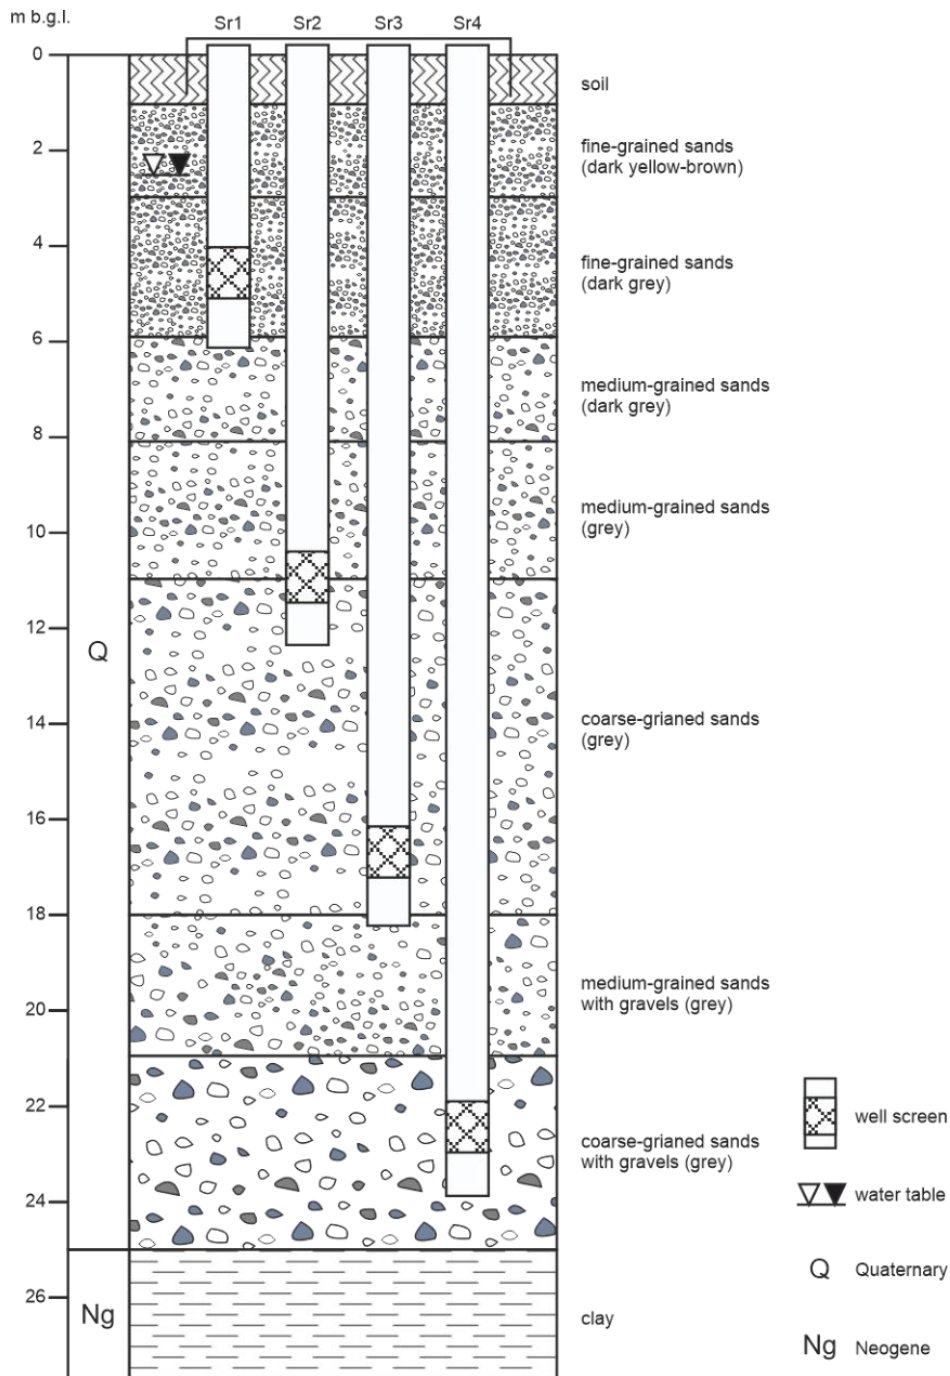 m b.g.l.
Sr1 Sr2 Sr3 Sr4
0
soil
2
fine-grained sands
(dark yellow-brown)
4
fine-grained sands
(dark grey)
6
medium-grained sands
(dark grey)
8
medium-grained sands
(grey)
10
12
Q
coarse-grianed sands
(grey)
14
16
18
medium-grained sands
with gravels (grey)
20
22
well screen
coarse-grianed sands
with gravels (grey)
water table
24
Q Quaternary
26
Ng
clay
Ng Neogene